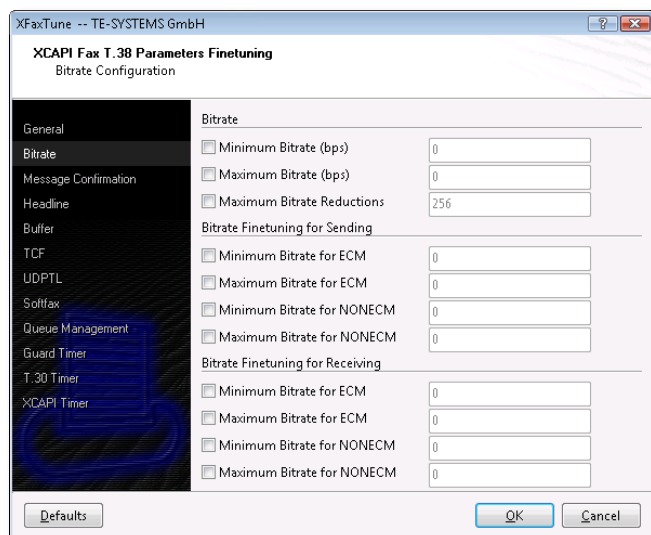 XFaxTune -- TE-SYSTEMS GmbH
XCAPI Fax T.38 Parameters Finetuning
Bitrate Configuration
General
Bitrate
Message Confirmation
Headline
Buffer
TCF
UDPTL
Softfax
Queue Management
Guard Timer
T.30 Timer
XCAPI Timer
Bitrate
Minimum Bitrate (bps) 0
Maximum Bitrate (bps) 0
Maximum Bitrate Reductions 256
Bitrate Finetuning for Sending
Minimum Bitrate for ECM 0
Maximum Bitrate for ECM 0
Minimum Bitrate for NONECM 0
Maximum Bitrate for NONECM 0
Bitrate Finetuning for Receiving
Minimum Bitrate for ECM 0
Maximum Bitrate for ECM 0
Minimum Bitrate for NONECM 0
Maximum Bitrate for NONECM 0
Defaults OK Cancel